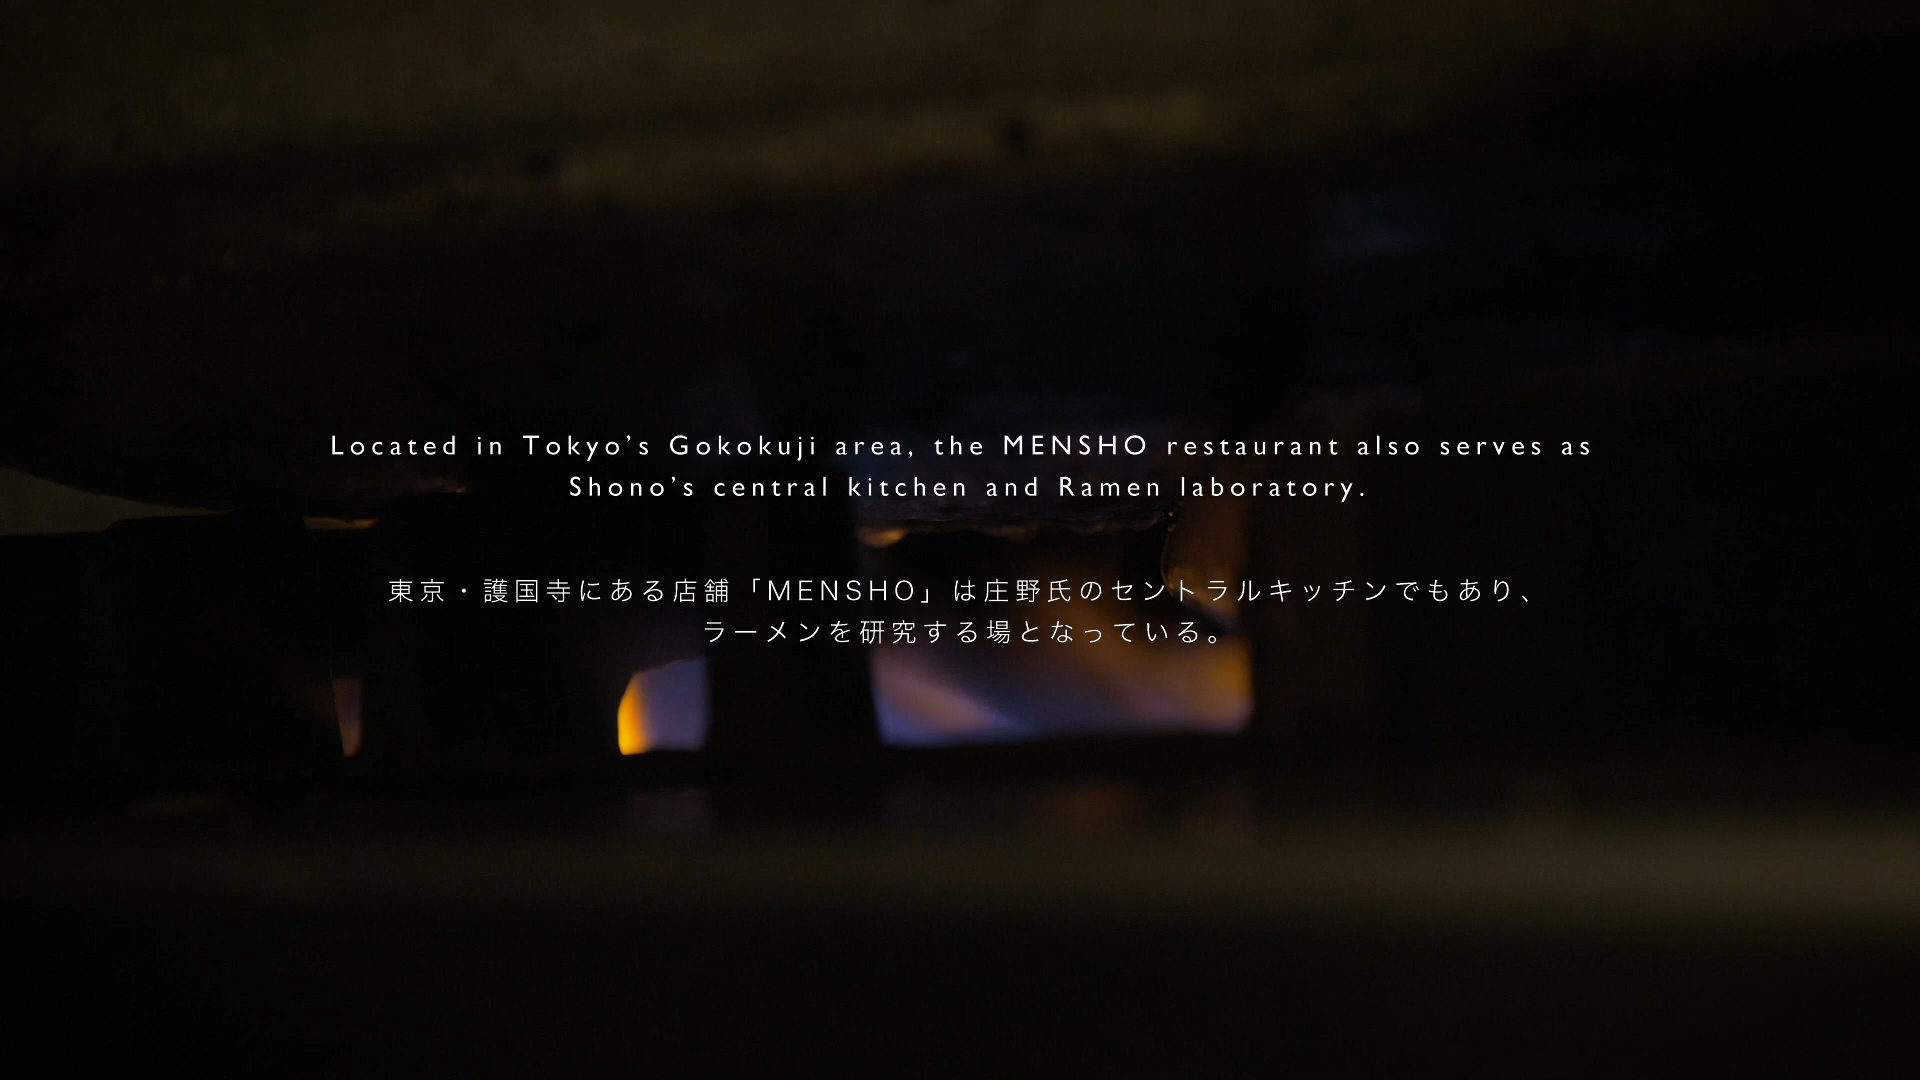 Located in Tokyo’s Gokokuji area, the MENSHO restaurant also serves as
Shono’s central kitchen and Ramen laboratory.
東京・護国寺にある店舗「MENSHO」は庄野氏のセントラルキッチンでもあり、
ラーメンを研究する場となっている。